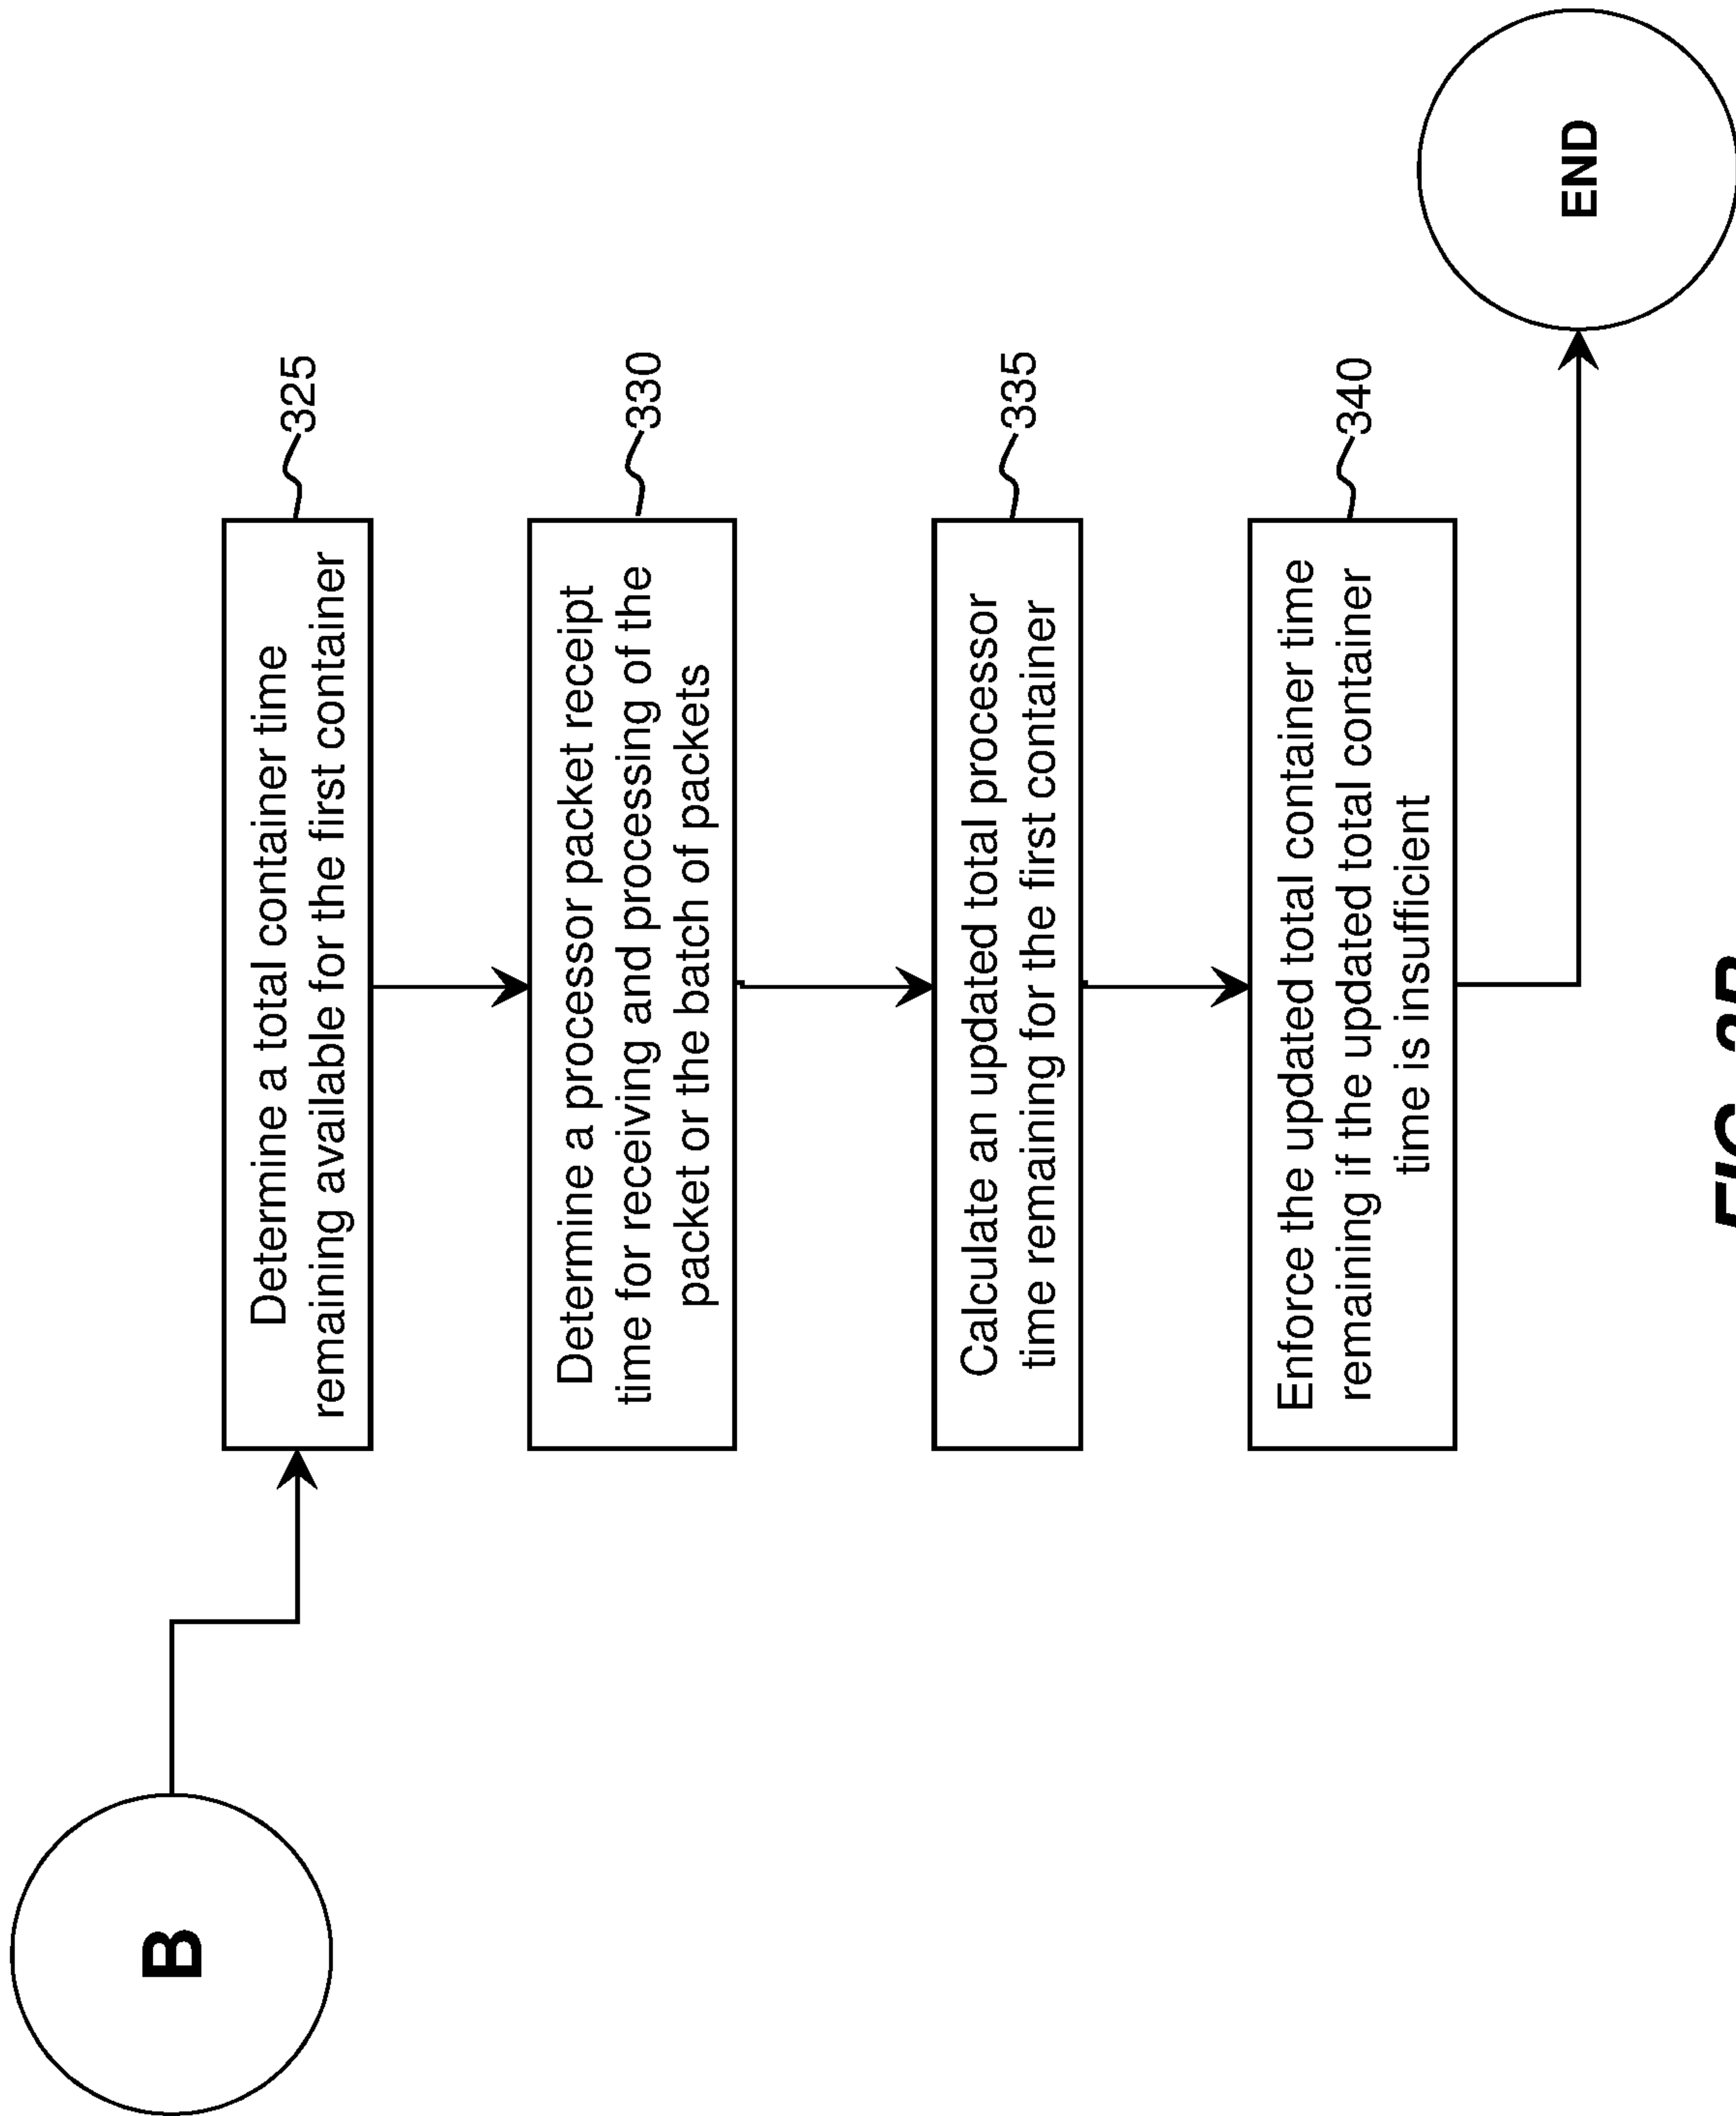 B
Determine a total container time
remaining available for the first container
325
Determine a processor packet receipt
time for receiving and processing of the
packet or the batch of packets
330
Calculate an updated total processor
time remaining for the first container
335
Enforce the updated total container time
remaining if the updated total container
time is insufficient
340
END